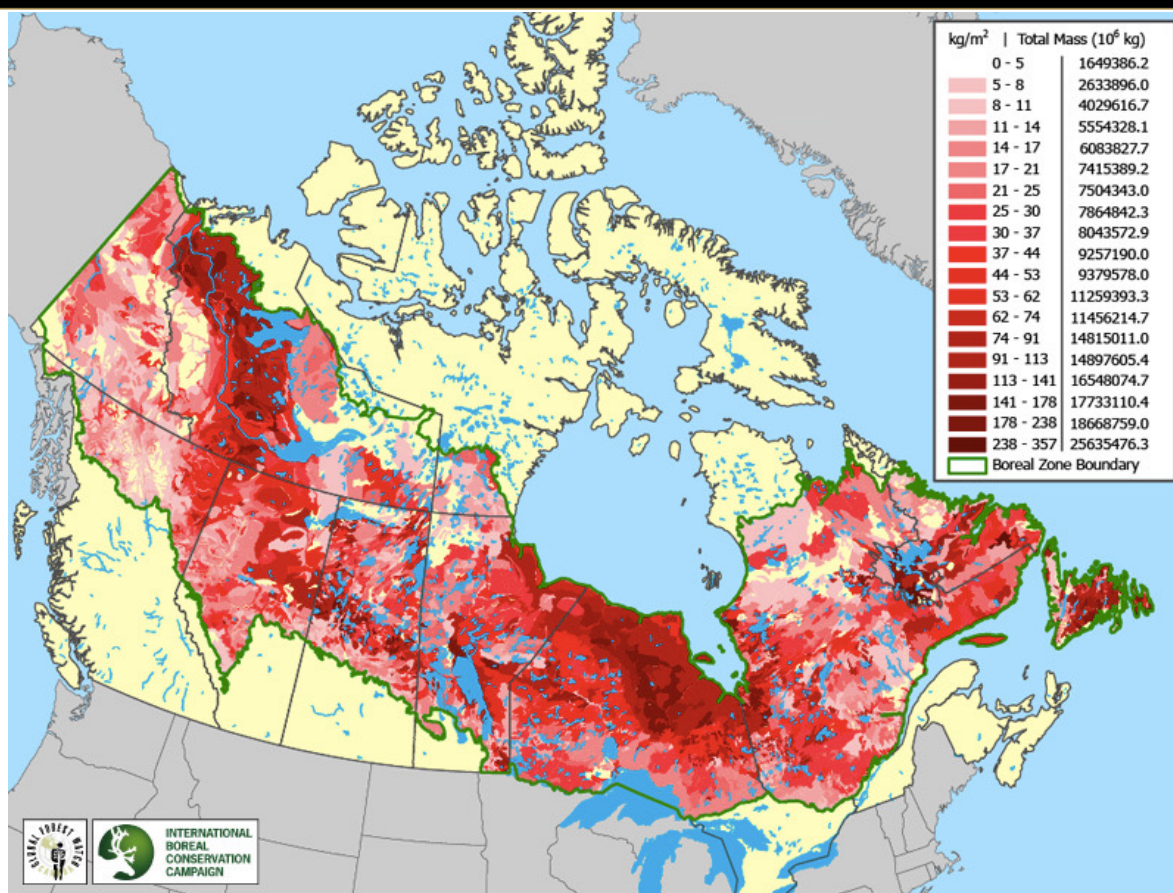 kg/m² | Total Mass (10⁶ kg)
0 - 5 1649386.2
5 - 8 2633896.0
8 - 11 4029616.7
11 - 14 5554328.1
14 - 17 6083827.7
17 - 21 7415389.2
21 - 25 7504343.0
25 - 30 7864842.3
30 - 37 8043572.9
37 - 44 9257190.0
44 - 53 9379578.0
53 - 62 11259393.3
62 - 74 11456214.7
74 - 91 14815011.0
91 - 113 14897605.4
113 - 141 16548074.7
141 - 178 17733110.4
178 - 238 18668759.0
238 - 357 25635476.3
Boreal Zone Boundary
GLOBAL FOREST WATCH
CANADA
INTERNATIONAL
BOREAL
CONSERVATION
CAMPAIGN